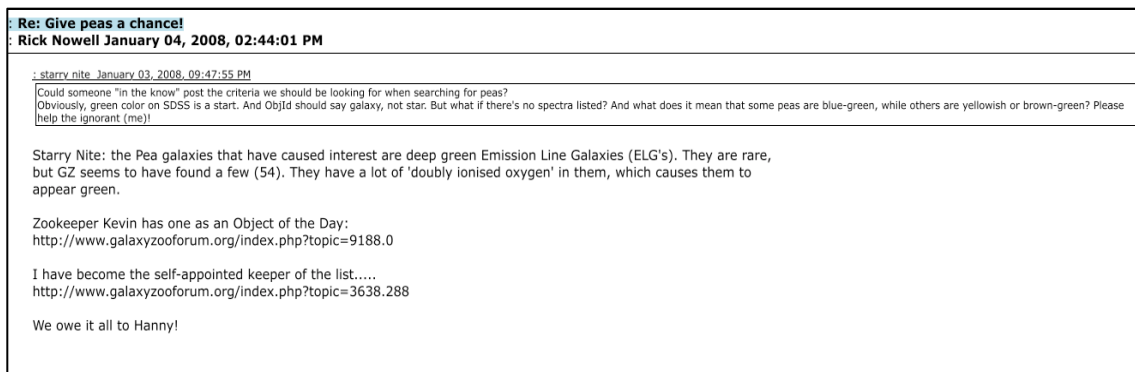 : Re: Give peas a chance!
: Rick Nowell January 04, 2008, 02:44:01 PM
: starry nite January 03, 2008, 09:47:55 PM
Could someone "in the know" post the criteria we should be looking for when searching for peas?
Obviously, green color on SDSS is a start. And ObjId should say galaxy, not star. But what if there's no spectra listed? And what does it mean that some peas are blue-green, while others are yellowish or brown-green? Please
help the ignorant (me)!
Starry Nite: the Pea galaxies that have caused interest are deep green Emission Line Galaxies (ELG's). They are rare,
but GZ seems to have found a few (54). They have a lot of 'doubly ionised oxygen' in them, which causes them to
appear green.
Zookeeper Kevin has one as an Object of the Day:
http://www.galaxyzooforum.org/index.php?topic=9188.0
I have become the self-appointed keeper of the list.....
http://www.galaxyzooforum.org/index.php?topic=3638.288
We owe it all to Hanny!